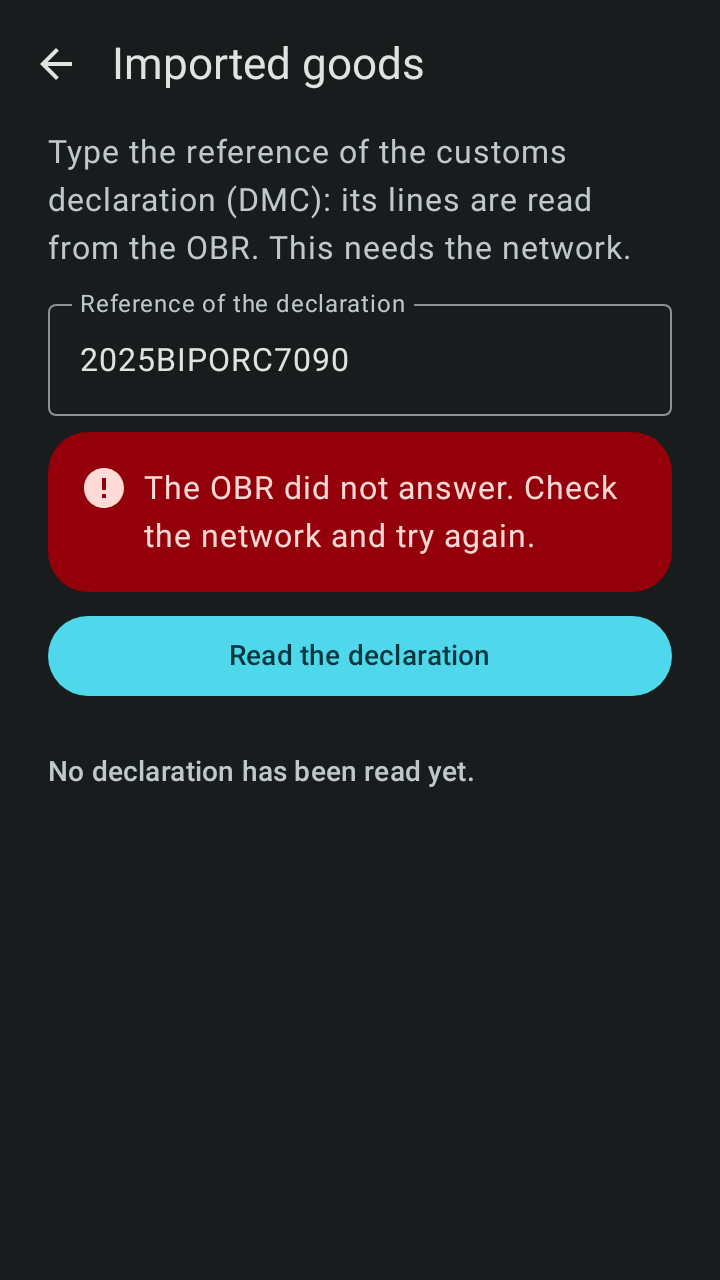 Imported goods
Type the reference of the customs
declaration (DMC): its lines are read
from the OBR. This needs the network.
Reference of the declaration
2025BIPORC7090
The OBR did not answer. Check
the network and try again.
Read the declaration
No declaration has been read yet.